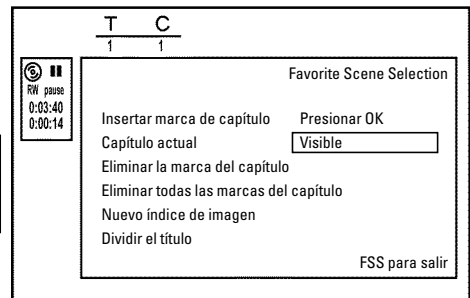 T C
1 1
RW pause
0:03:40
0:00:14
Favorite Scene Selection
Insertar marca de capítulo Presionar OK
Capítulo actual Visible
Eliminar la marca del capítulo
Eliminar todas las marcas del capítulo
Nuevo índice de imagen
Dividir el título
FSS para salir